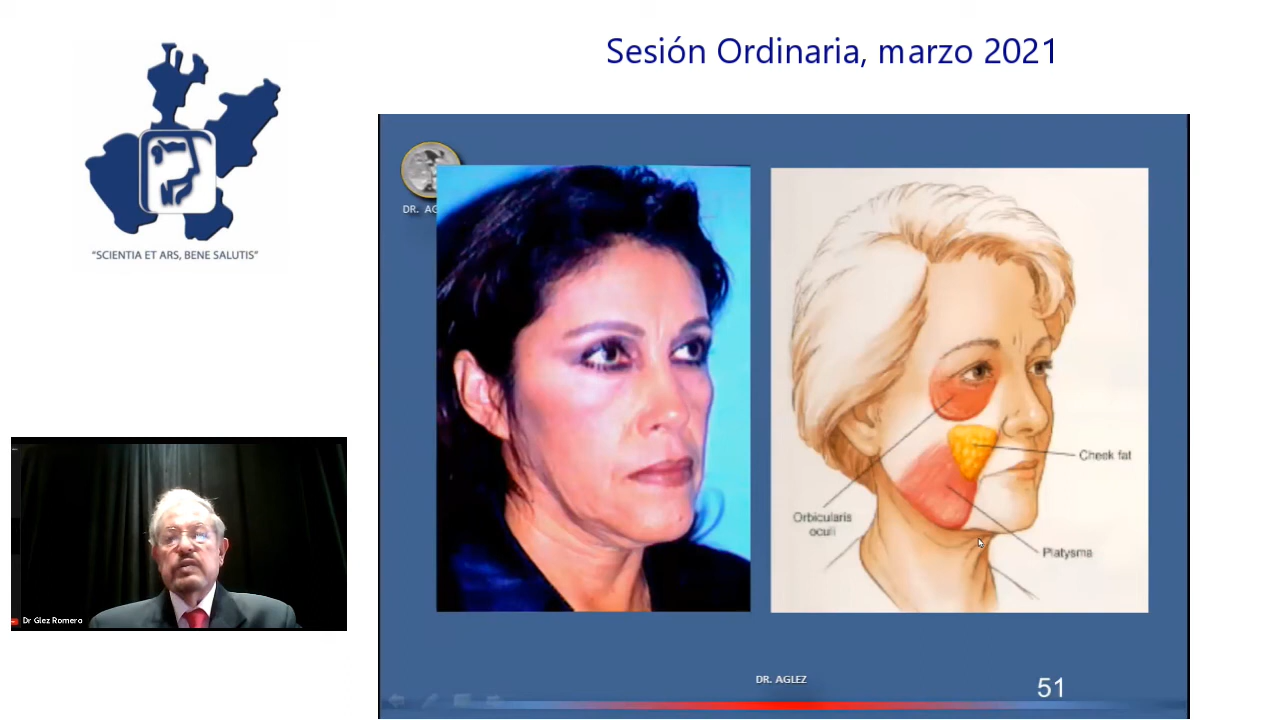 Sesión Ordinaria, marzo 2021
"SCIENTIA ET ARS, BENE SALUTIS"
DR. AG
Cheek fat
Orbicularis
oculi
Platysma
Dr Glez Romero
DR. AGLEZ
51